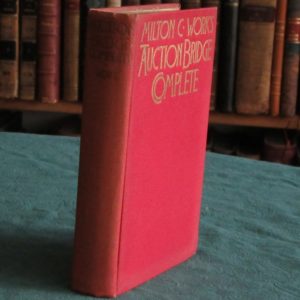 MILTON C. WORK'S
AUCTION BRIDGE
COMPLETE